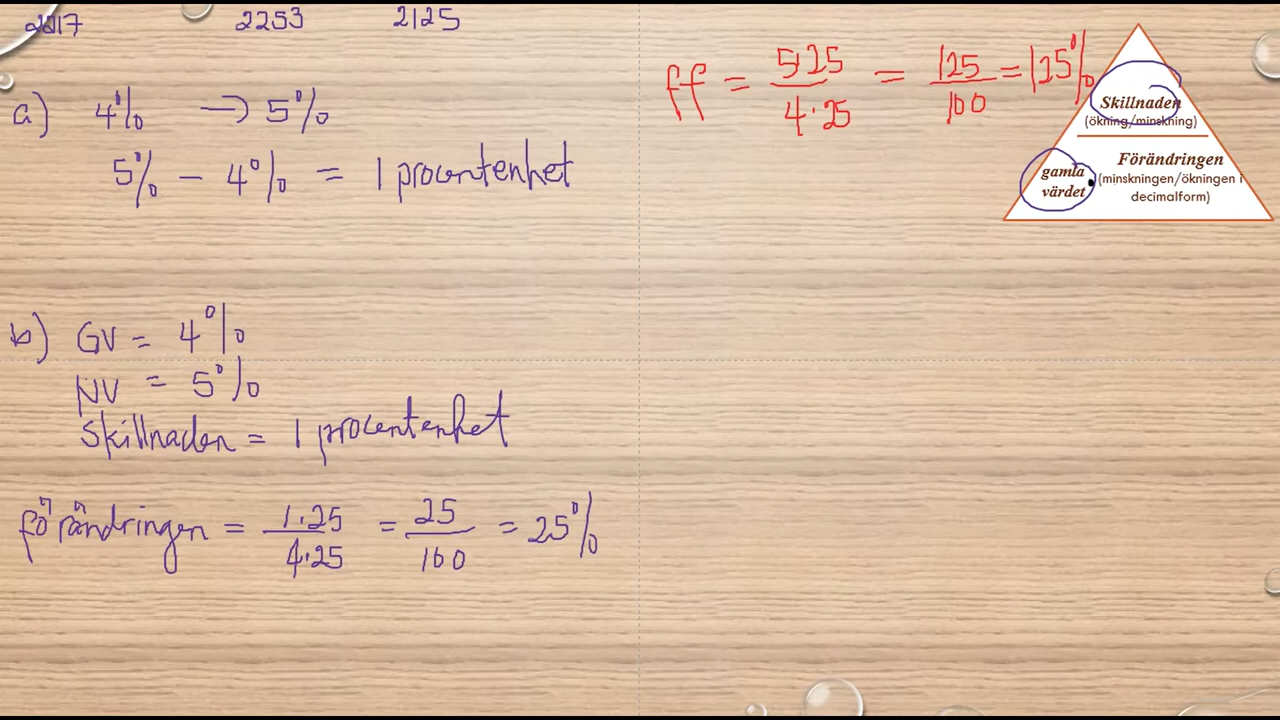 2217 2253 2125
a) 4% → 5%
5% - 4% = 1 procentenhet
b) GV = 4%
NV = 5%
Skillnaden = 1 procentenhet
förändringen = 1·25/4·25 = 25/100 = 25%
ff = 5·25/4·25 = 125/100 = 125%
Skillnaden
(ökning/minskning)
gamla
värdet
Förändringen
(minskningen/ökningen i
decimalform)